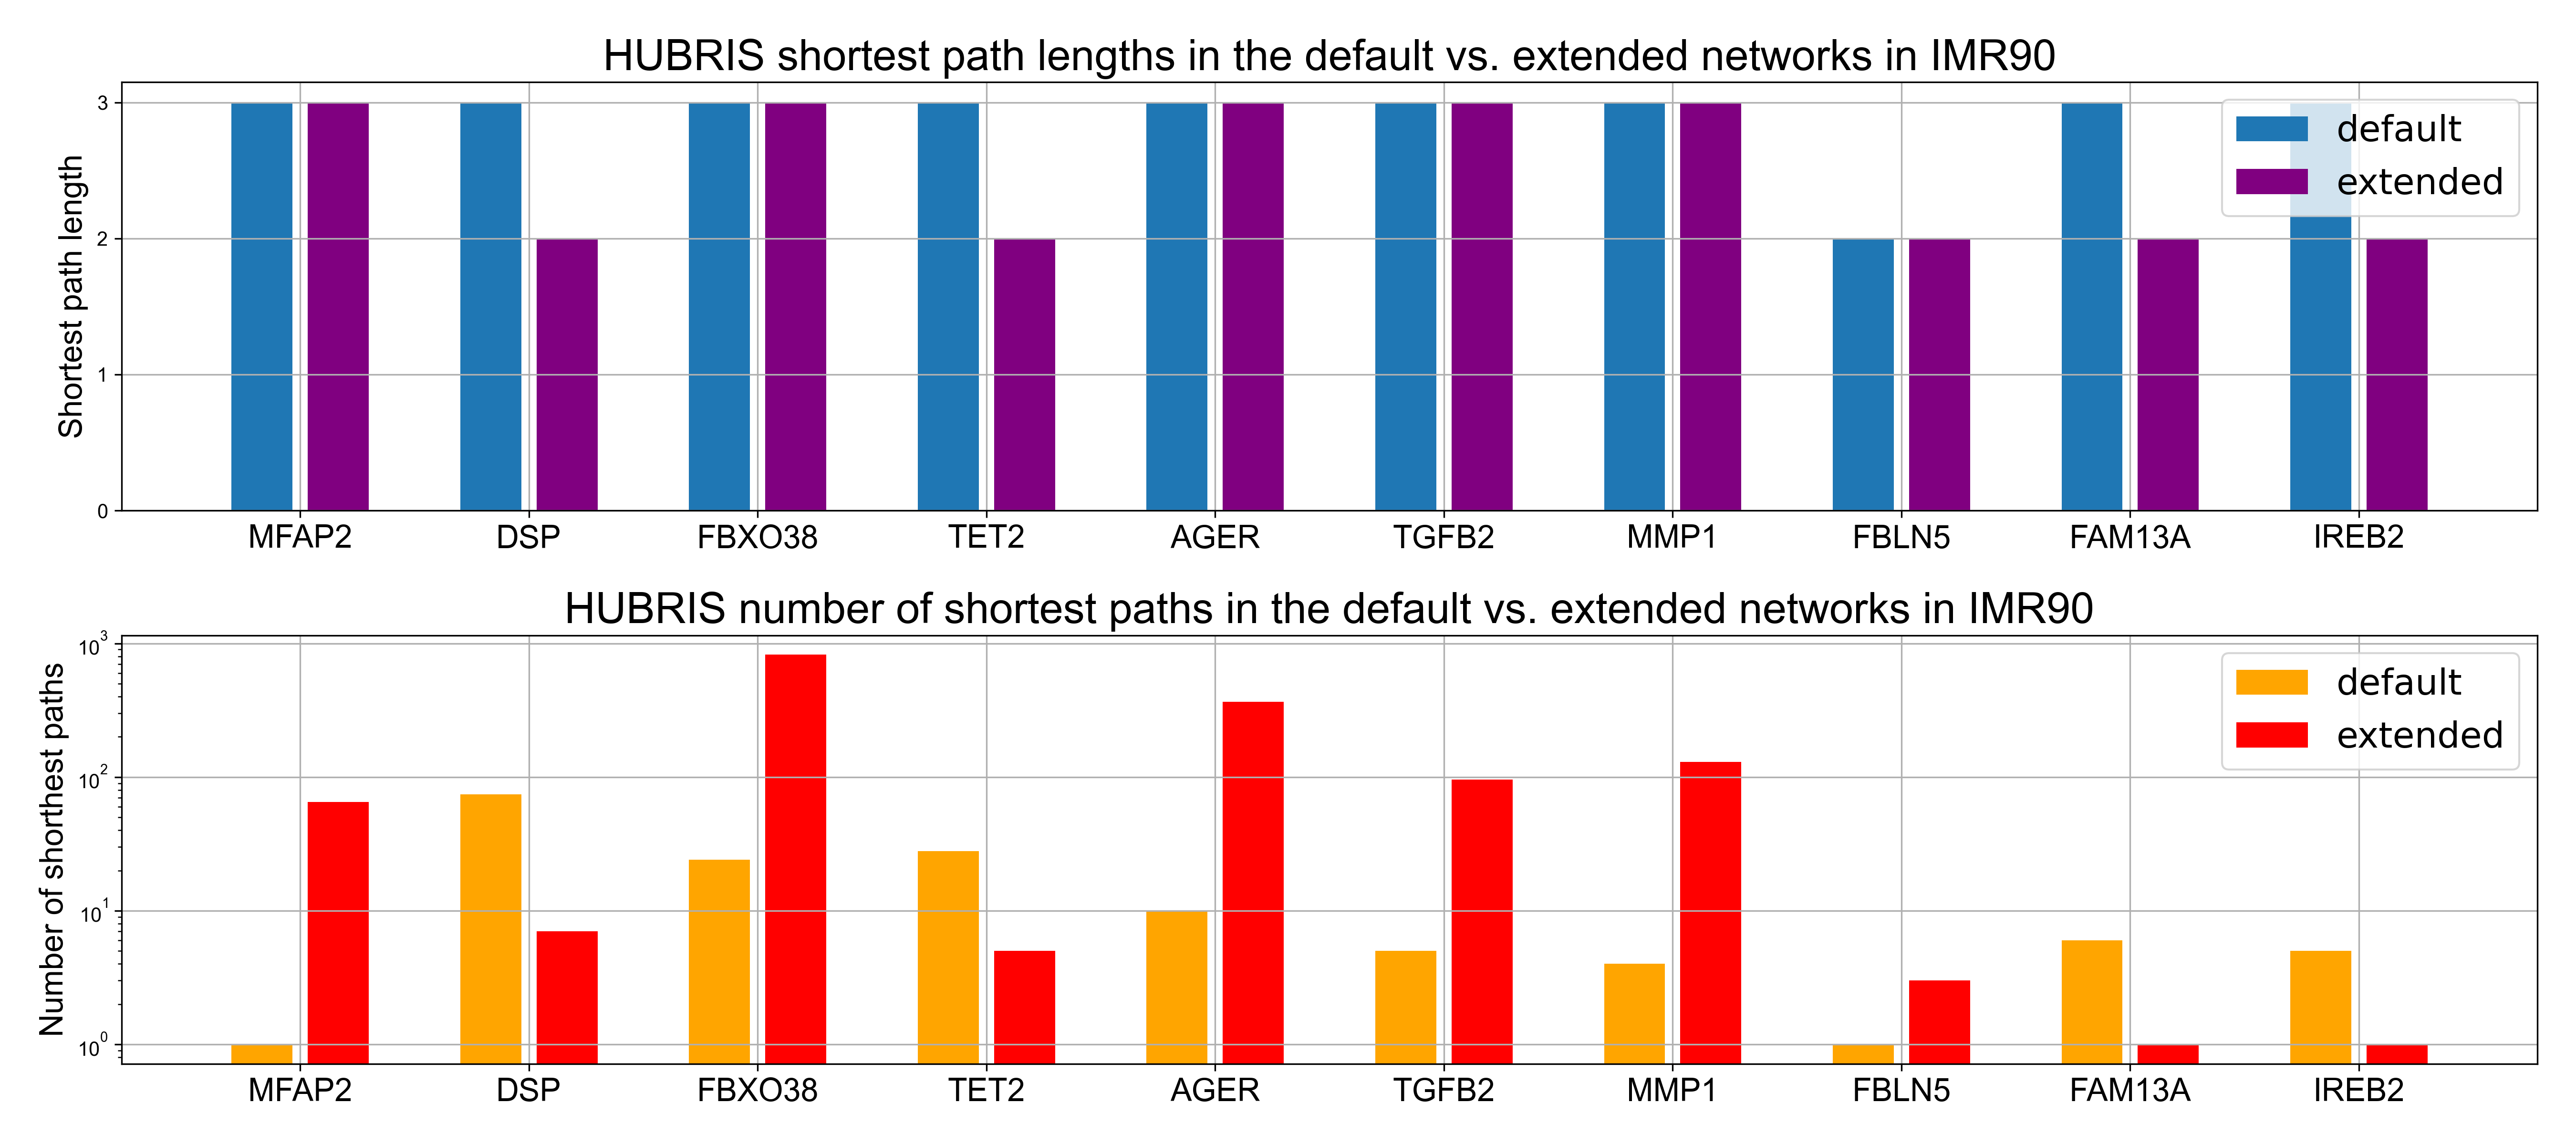 HUBRIS shortest path lengths in the default vs. extended networks in IMR90
Shortest path length
3
2
1
0
default
extended
MFAP2 DSP FBXO38 TET2 AGER TGFB2 MMP1 FBLN5 FAM13A IREB2
HUBRIS number of shortest paths in the default vs. extended networks in IMR90
Number of shorthest paths
10³
10²
10¹
10⁰
default
extended
MFAP2 DSP FBXO38 TET2 AGER TGFB2 MMP1 FBLN5 FAM13A IREB2